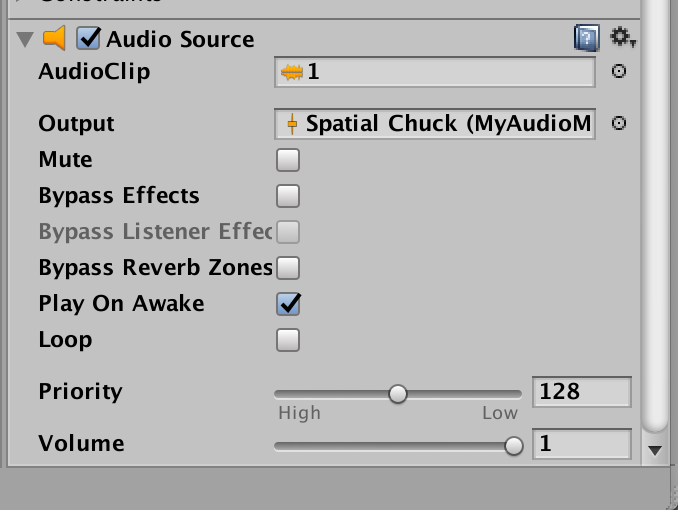 Audio Source
AudioClip 1
Output Spatial Chuck (MyAudioM
Mute
Bypass Effects
Bypass Listener Effec
Bypass Reverb Zones
Play On Awake
Loop
Priority 128
High Low
Volume 1